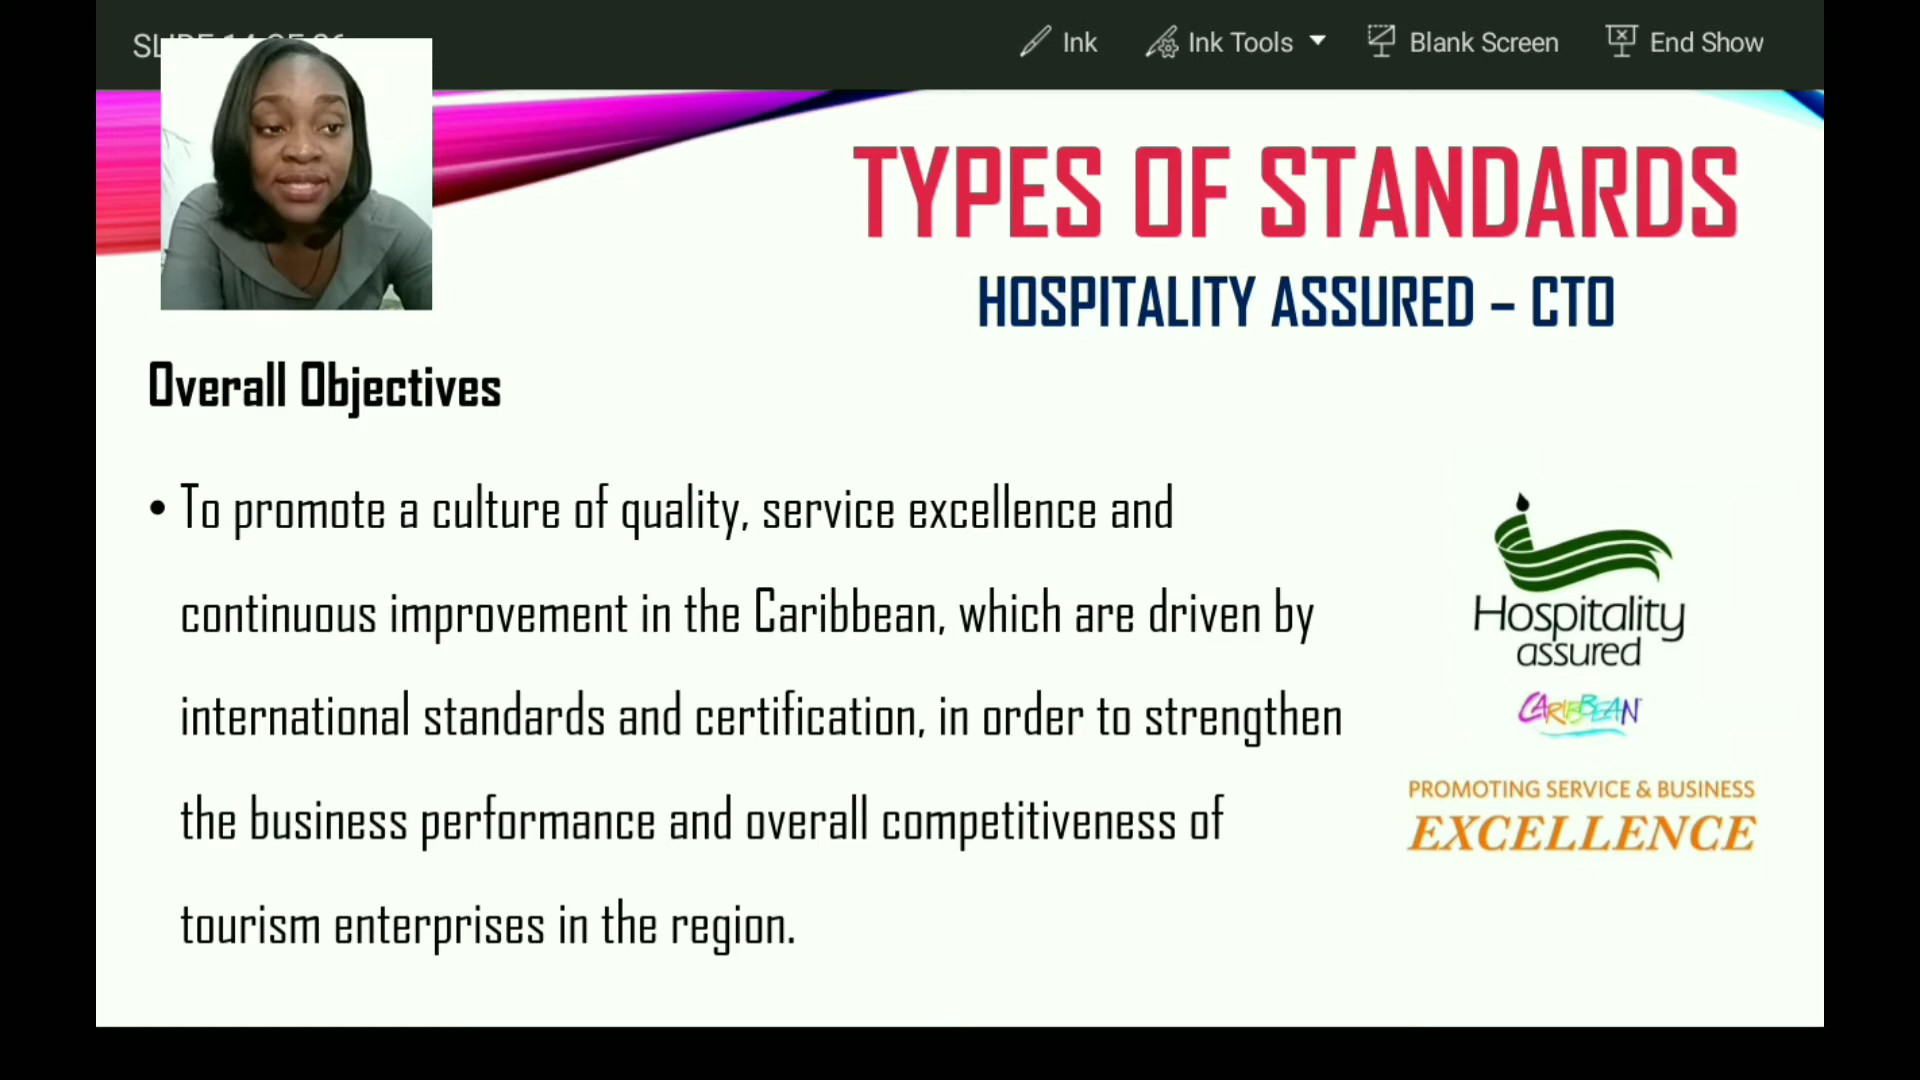 Ink
Ink Tools
Blank Screen
End Show
TYPES OF STANDARDS
HOSPITALITY ASSURED – CTO
Overall Objectives
• To promote a culture of quality, service excellence and
continuous improvement in the Caribbean, which are driven by
international standards and certification, in order to strengthen
the business performance and overall competitiveness of
tourism enterprises in the region.
Hospitality
assured
CARIBBEAN
PROMOTING SERVICE & BUSINESS
EXCELLENCE